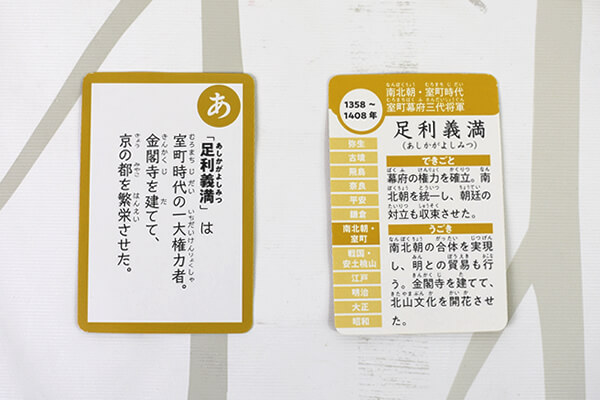 あ
「足利義満」は
室町時代の一大権力者。
金閣寺を建てて、
京の都を繁栄させた。
1358～
1408年
南北朝・室町時代
室町幕府三代将軍
足利義満
(あしかがよしみつ)
弥生
古墳
飛鳥
奈良
平安
鎌倉
南北朝・
室町
戦国・
安土桃山
江戸
明治
大正
昭和
できごと
幕府の権力を確立。南
北朝を統一し、朝廷の
対立も収束させた。
うごき
南北朝の合体を実現
し、明との貿易も行
う。金閣寺を建てて、
北山文化を開花させ
た。